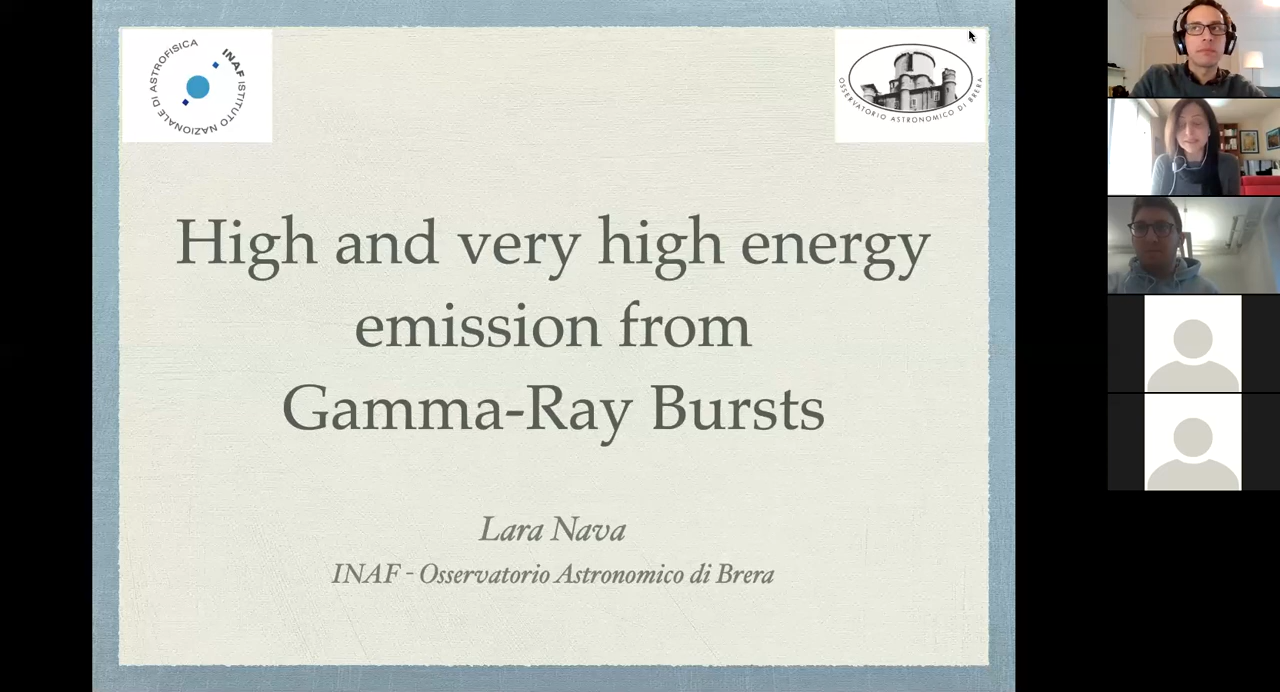 INAF ISTITUTO NAZIONALE DI ASTROFISICA
OSSERVATORIO ASTRONOMICO DI BRERA
High and very high energy
emission from
Gamma-Ray Bursts
Lara Nava
INAF - Osservatorio Astronomico di Brera